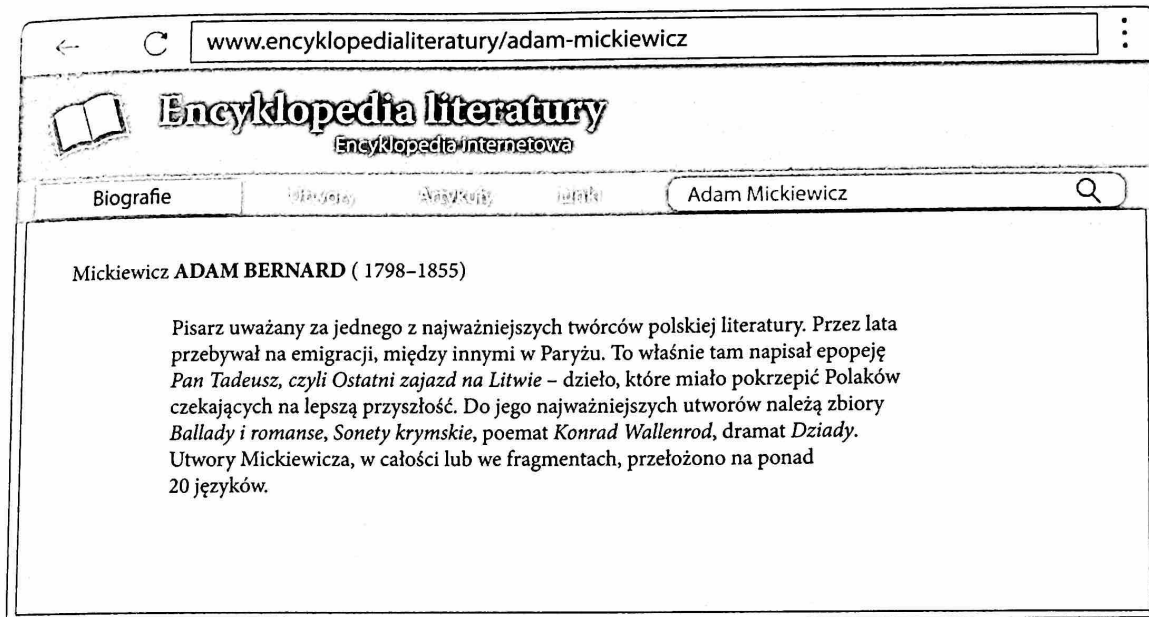 www.encyklopedialiteratury/adam-mickiewicz
Encyklopedia literatury
Encyklopedia internetowa
Biografie Utwory Artykuły Linki Adam Mickiewicz
Mickiewicz ADAM BERNARD ( 1798–1855)
Pisarz uważany za jednego z najważniejszych twórców polskiej literatury. Przez lata
przebywał na emigracji, między innymi w Paryżu. To właśnie tam napisał epopeję
Pan Tadeusz, czyli Ostatni zajazd na Litwie – dzieło, które miało pokrzepić Polaków
czekających na lepszą przyszłość. Do jego najważniejszych utworów należą zbiory
Ballady i romanse, Sonety krymskie, poemat Konrad Wallenrod, dramat Dziady.
Utwory Mickiewicza, w całości lub we fragmentach, przełożono na ponad
20 języków.